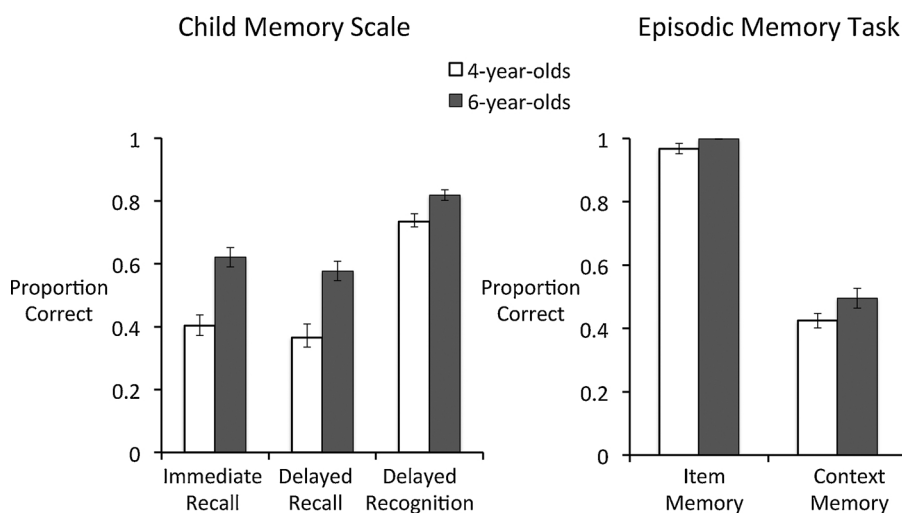 Child Memory Scale
Episodic Memory Task
4-year-olds
6-year-olds
1
0.8
0.6
0.4
0.2
0
Proportion
Correct
Immediate
Recall
Delayed
Recall
Delayed
Recognition
1
0.8
0.6
0.4
0.2
0
Proportion
Correct
Item
Memory
Context
Memory